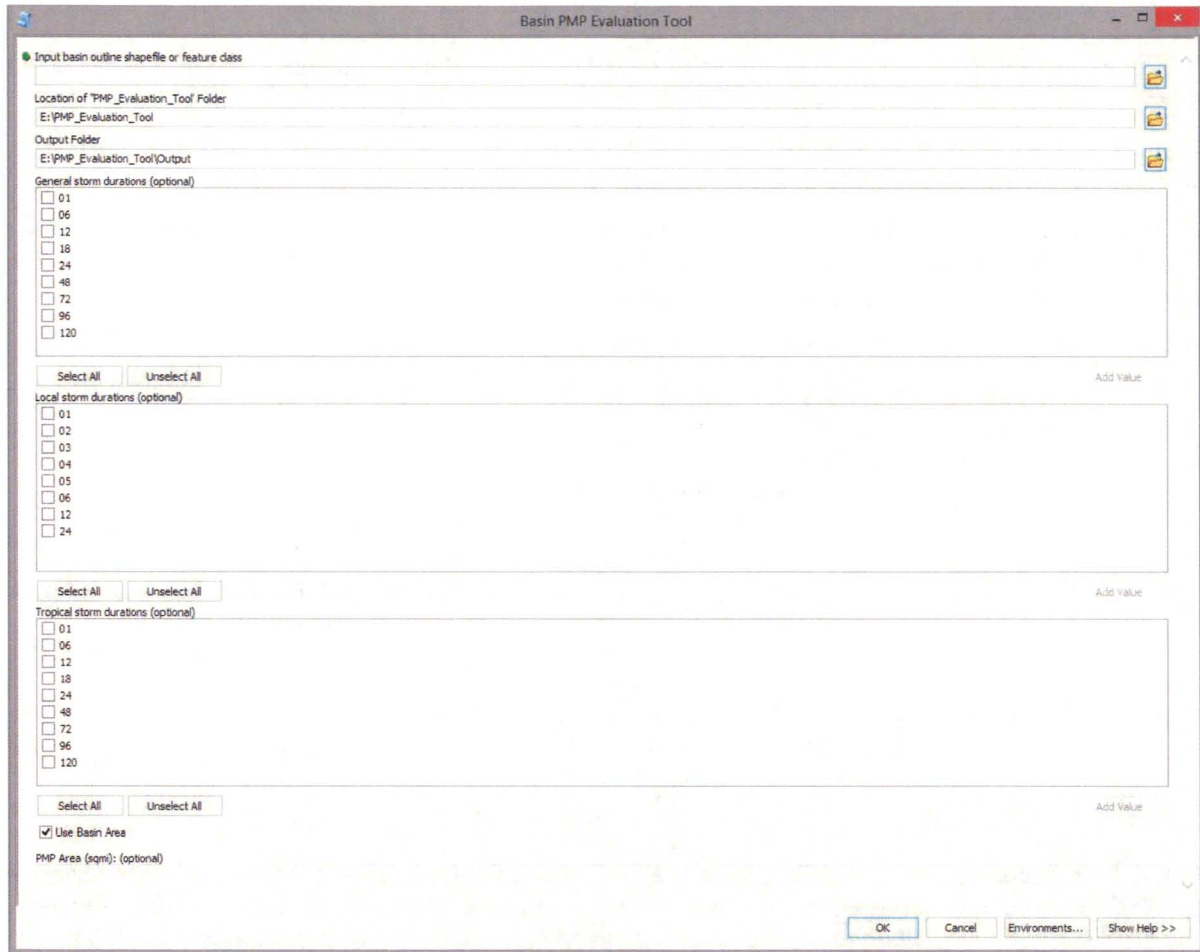 Basin PMP Evaluation Tool
Input basin outline shapefile or feature class
Location of "PMP_Evaluation_Tool" Folder
E:\PMP_Evaluation_Tool
Output Folder
E:\PMP_Evaluation_Tool\Output
General storm durations (optional)
01
06
12
18
24
48
72
96
120
Select All Unselect All Add Value
Local storm durations (optional)
01
02
03
04
05
06
12
24
Select All Unselect All Add Value
Tropical storm durations (optional)
01
06
12
18
24
48
72
96
120
Select All Unselect All Add Value
Use Basin Area
PMP Area (sqmi): (optional)
OK Cancel Environments... Show Help >>